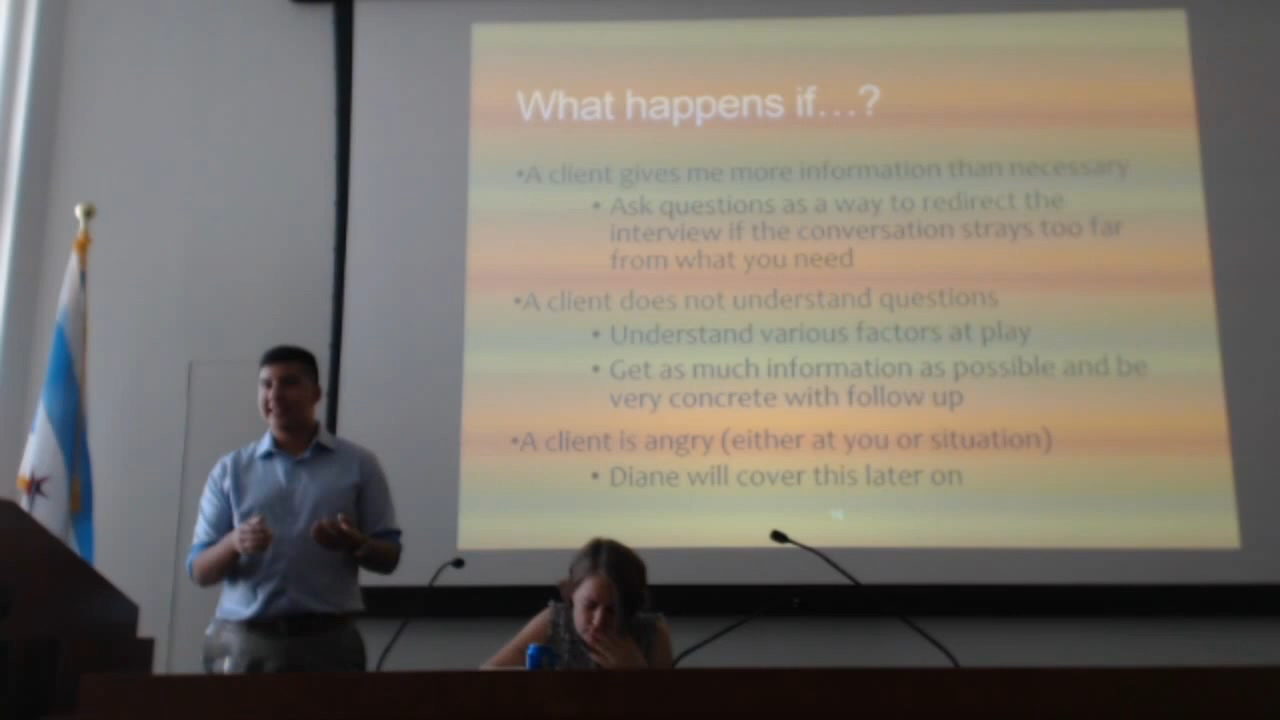 What happens if...?
•A client gives me more information than necessary
• Ask questions as a way to redirect the
interview if the conversation strays too far
from what you need
•A client does not understand questions
• Understand various factors at play
• Get as much information as possible and be
very concrete with follow up
•A client is angry (either at you or situation)
• Diane will cover this later on